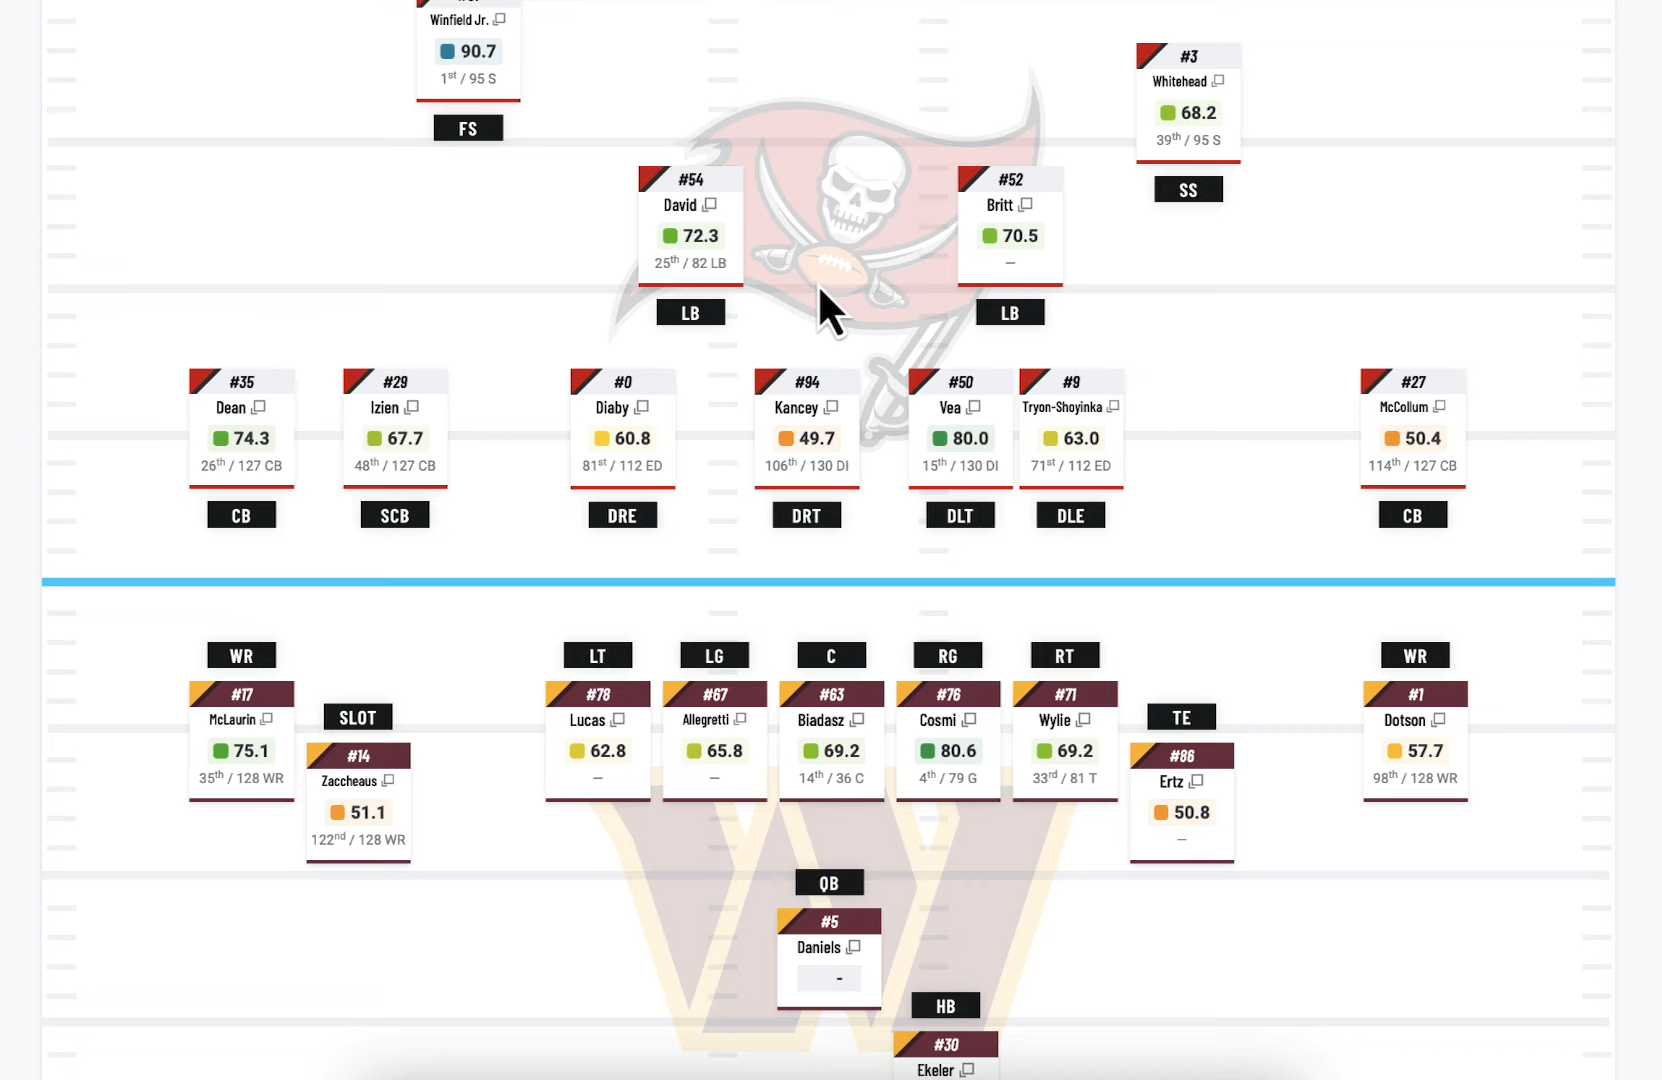 Winfield Jr.
90.7
1st / 95 S
FS
#3
Whitehead
68.2
39th / 95 S
SS
#54
David
72.3
25th / 82 LB
LB
#52
Britt
70.5
—
LB
#35
Dean
74.3
26th / 127 CB
CB
#29
Izien
67.7
48th / 127 CB
SCB
#0
Diaby
60.8
81st / 112 ED
DRE
#94
Kancey
49.7
106th / 130 DI
DRT
#50
Vea
80.0
15th / 130 DI
DLT
#9
Tryon-Shoyinka
63.0
71st / 112 ED
DLE
#27
McCollum
50.4
114th / 127 CB
CB
WR
#17
McLaurin
75.1
35th / 128 WR
SLOT
#14
Zaccheaus
51.1
122nd / 128 WR
LT
#78
Lucas
62.8
—
LG
#67
Allegretti
65.8
—
C
#63
Biadasz
69.2
14th / 36 C
RG
#76
Cosmi
80.6
4th / 79 G
RT
#71
Wylie
69.2
33rd / 81 T
TE
#86
Ertz
50.8
—
WR
#1
Dotson
57.7
98th / 128 WR
QB
#5
Daniels
-
HB
#30
Ekeler